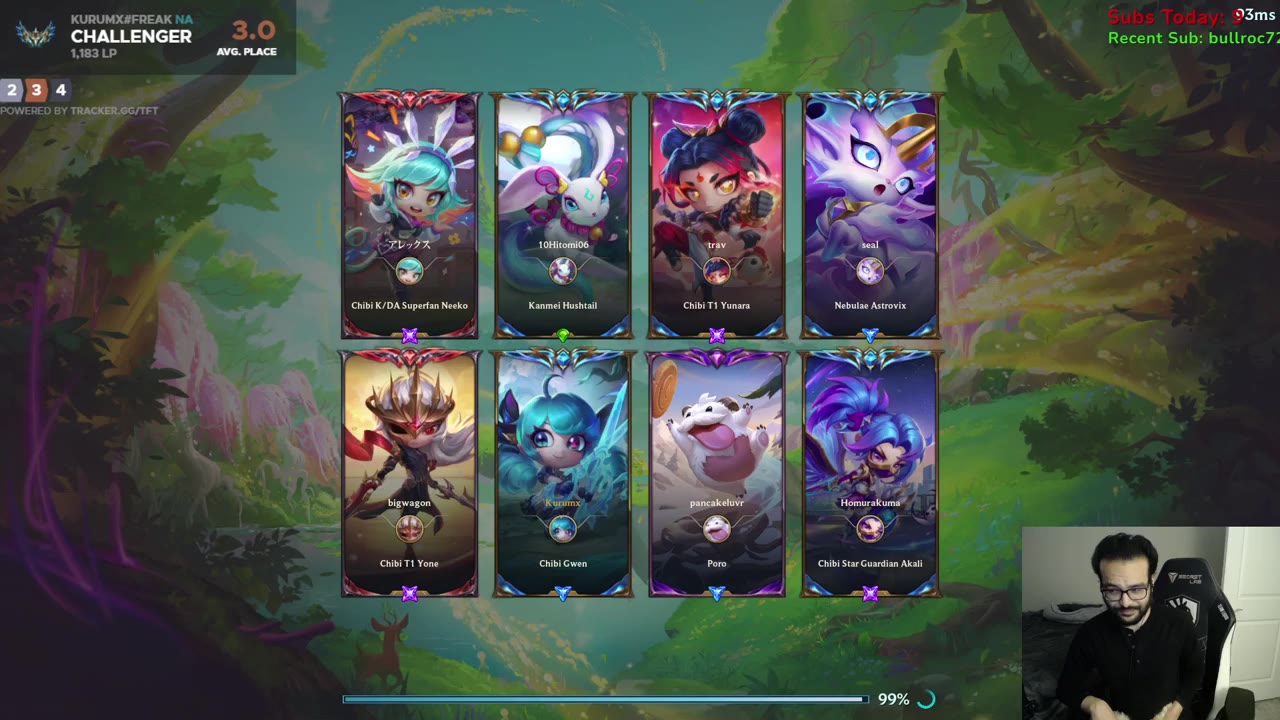 KURUMX#FREAK NA
CHALLENGER
1,183 LP
3.0
AVG. PLACE
2 3 4
POWERED BY TRACKER.GG/TFT
Subs Today: 9
93ms
Recent Sub: bullroc72
アレックス
Chibi K/DA Superfan Neeko
10Hitomi06
Kanmei Hushtail
trav
Chibi T1 Yunara
seal
Nebulae Astrovix
bigwagon
Chibi T1 Yone
Kurumx
Chibi Gwen
pancakeluvr
Poro
Homurakuma
Chibi Star Guardian Akali
99%
SECRET LAB